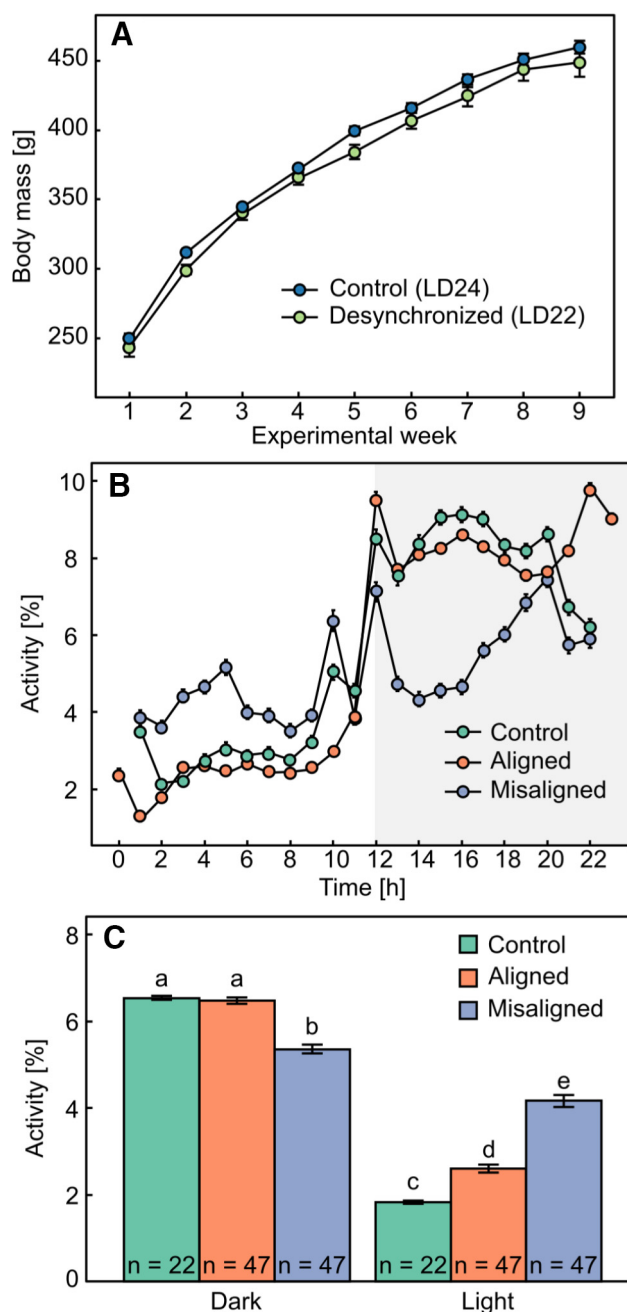 A
450
400
350
300
250
Body mass [g]
Control (LD24)
Desynchronized (LD22)
1 2 3 4 5 6 7 8 9
Experimental week
B
10
8
6
4
2
Activity [%]
Control
Aligned
Misaligned
0 2 4 6 8 10 12 14 16 18 20 22
Time [h]
C
8
6
4
2
0
Activity [%]
Control
Aligned
Misaligned
a a b c d e
n = 22 n = 47 n = 47 n = 22 n = 47 n = 47
Dark Light